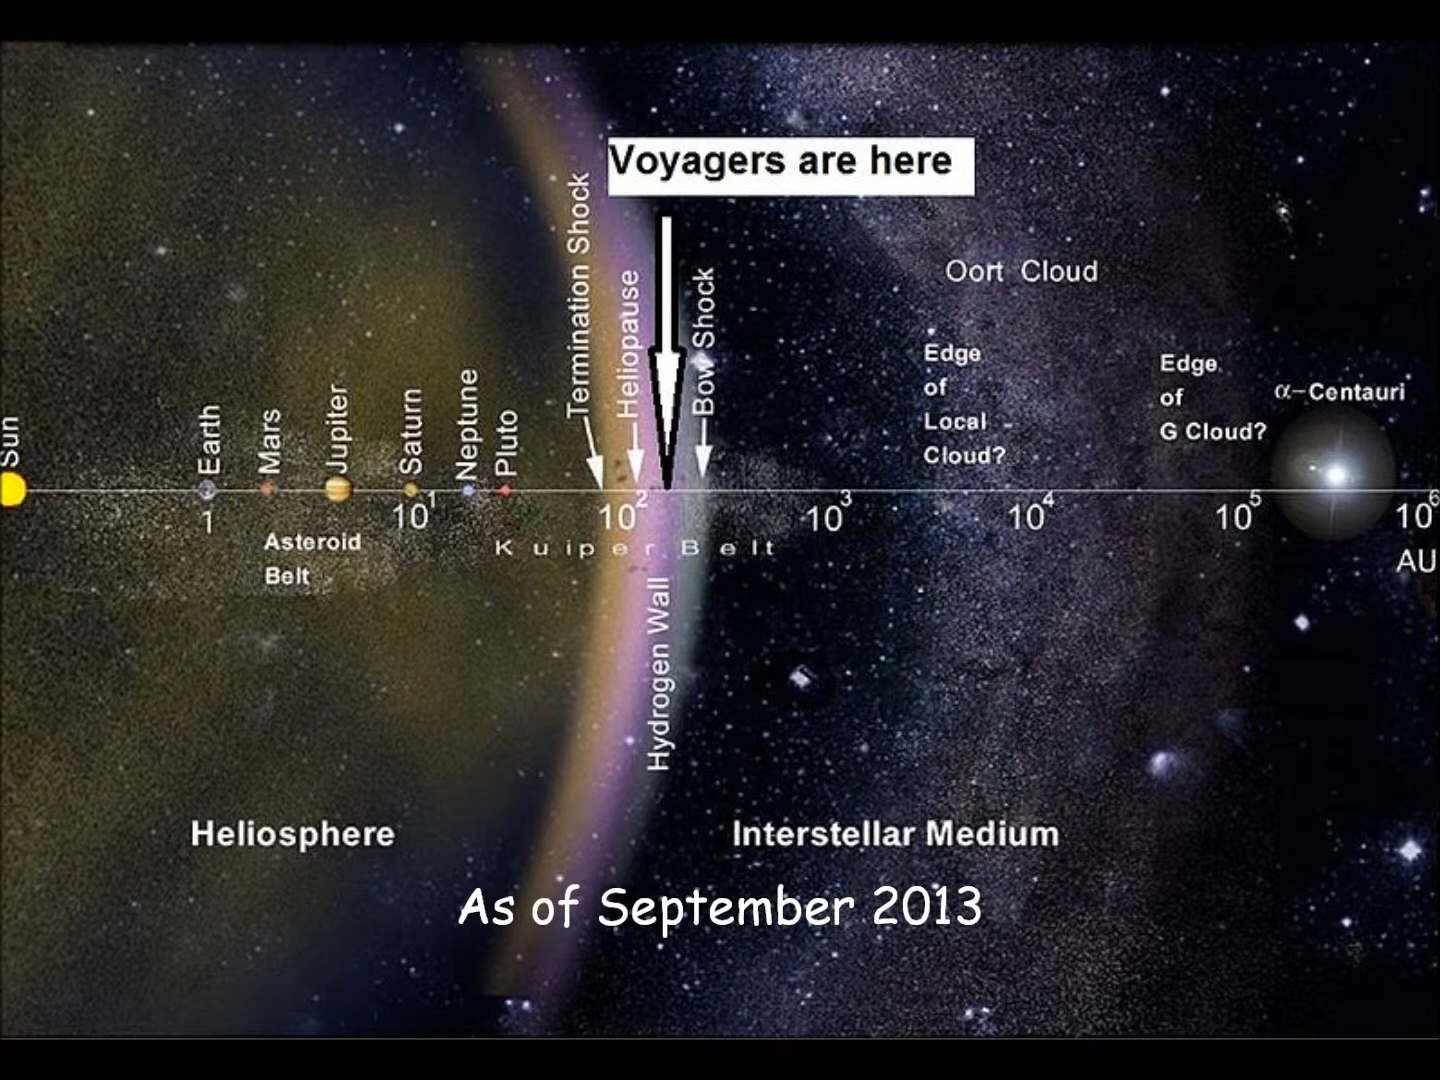 Voyagers are here
Termination Shock
Heliopause
Bow Shock
Oort Cloud
Edge
of
Local
Cloud?
Edge
of
G Cloud?
α−Centauri
Sun
Earth
Mars
Jupiter
Saturn
Neptune
Pluto
1
10¹
10²
10³
10⁴
10⁵
10⁶
AU
Asteroid
Belt
Kuiper Belt
Hydrogen Wall
Heliosphere
Interstellar Medium
As of September 2013